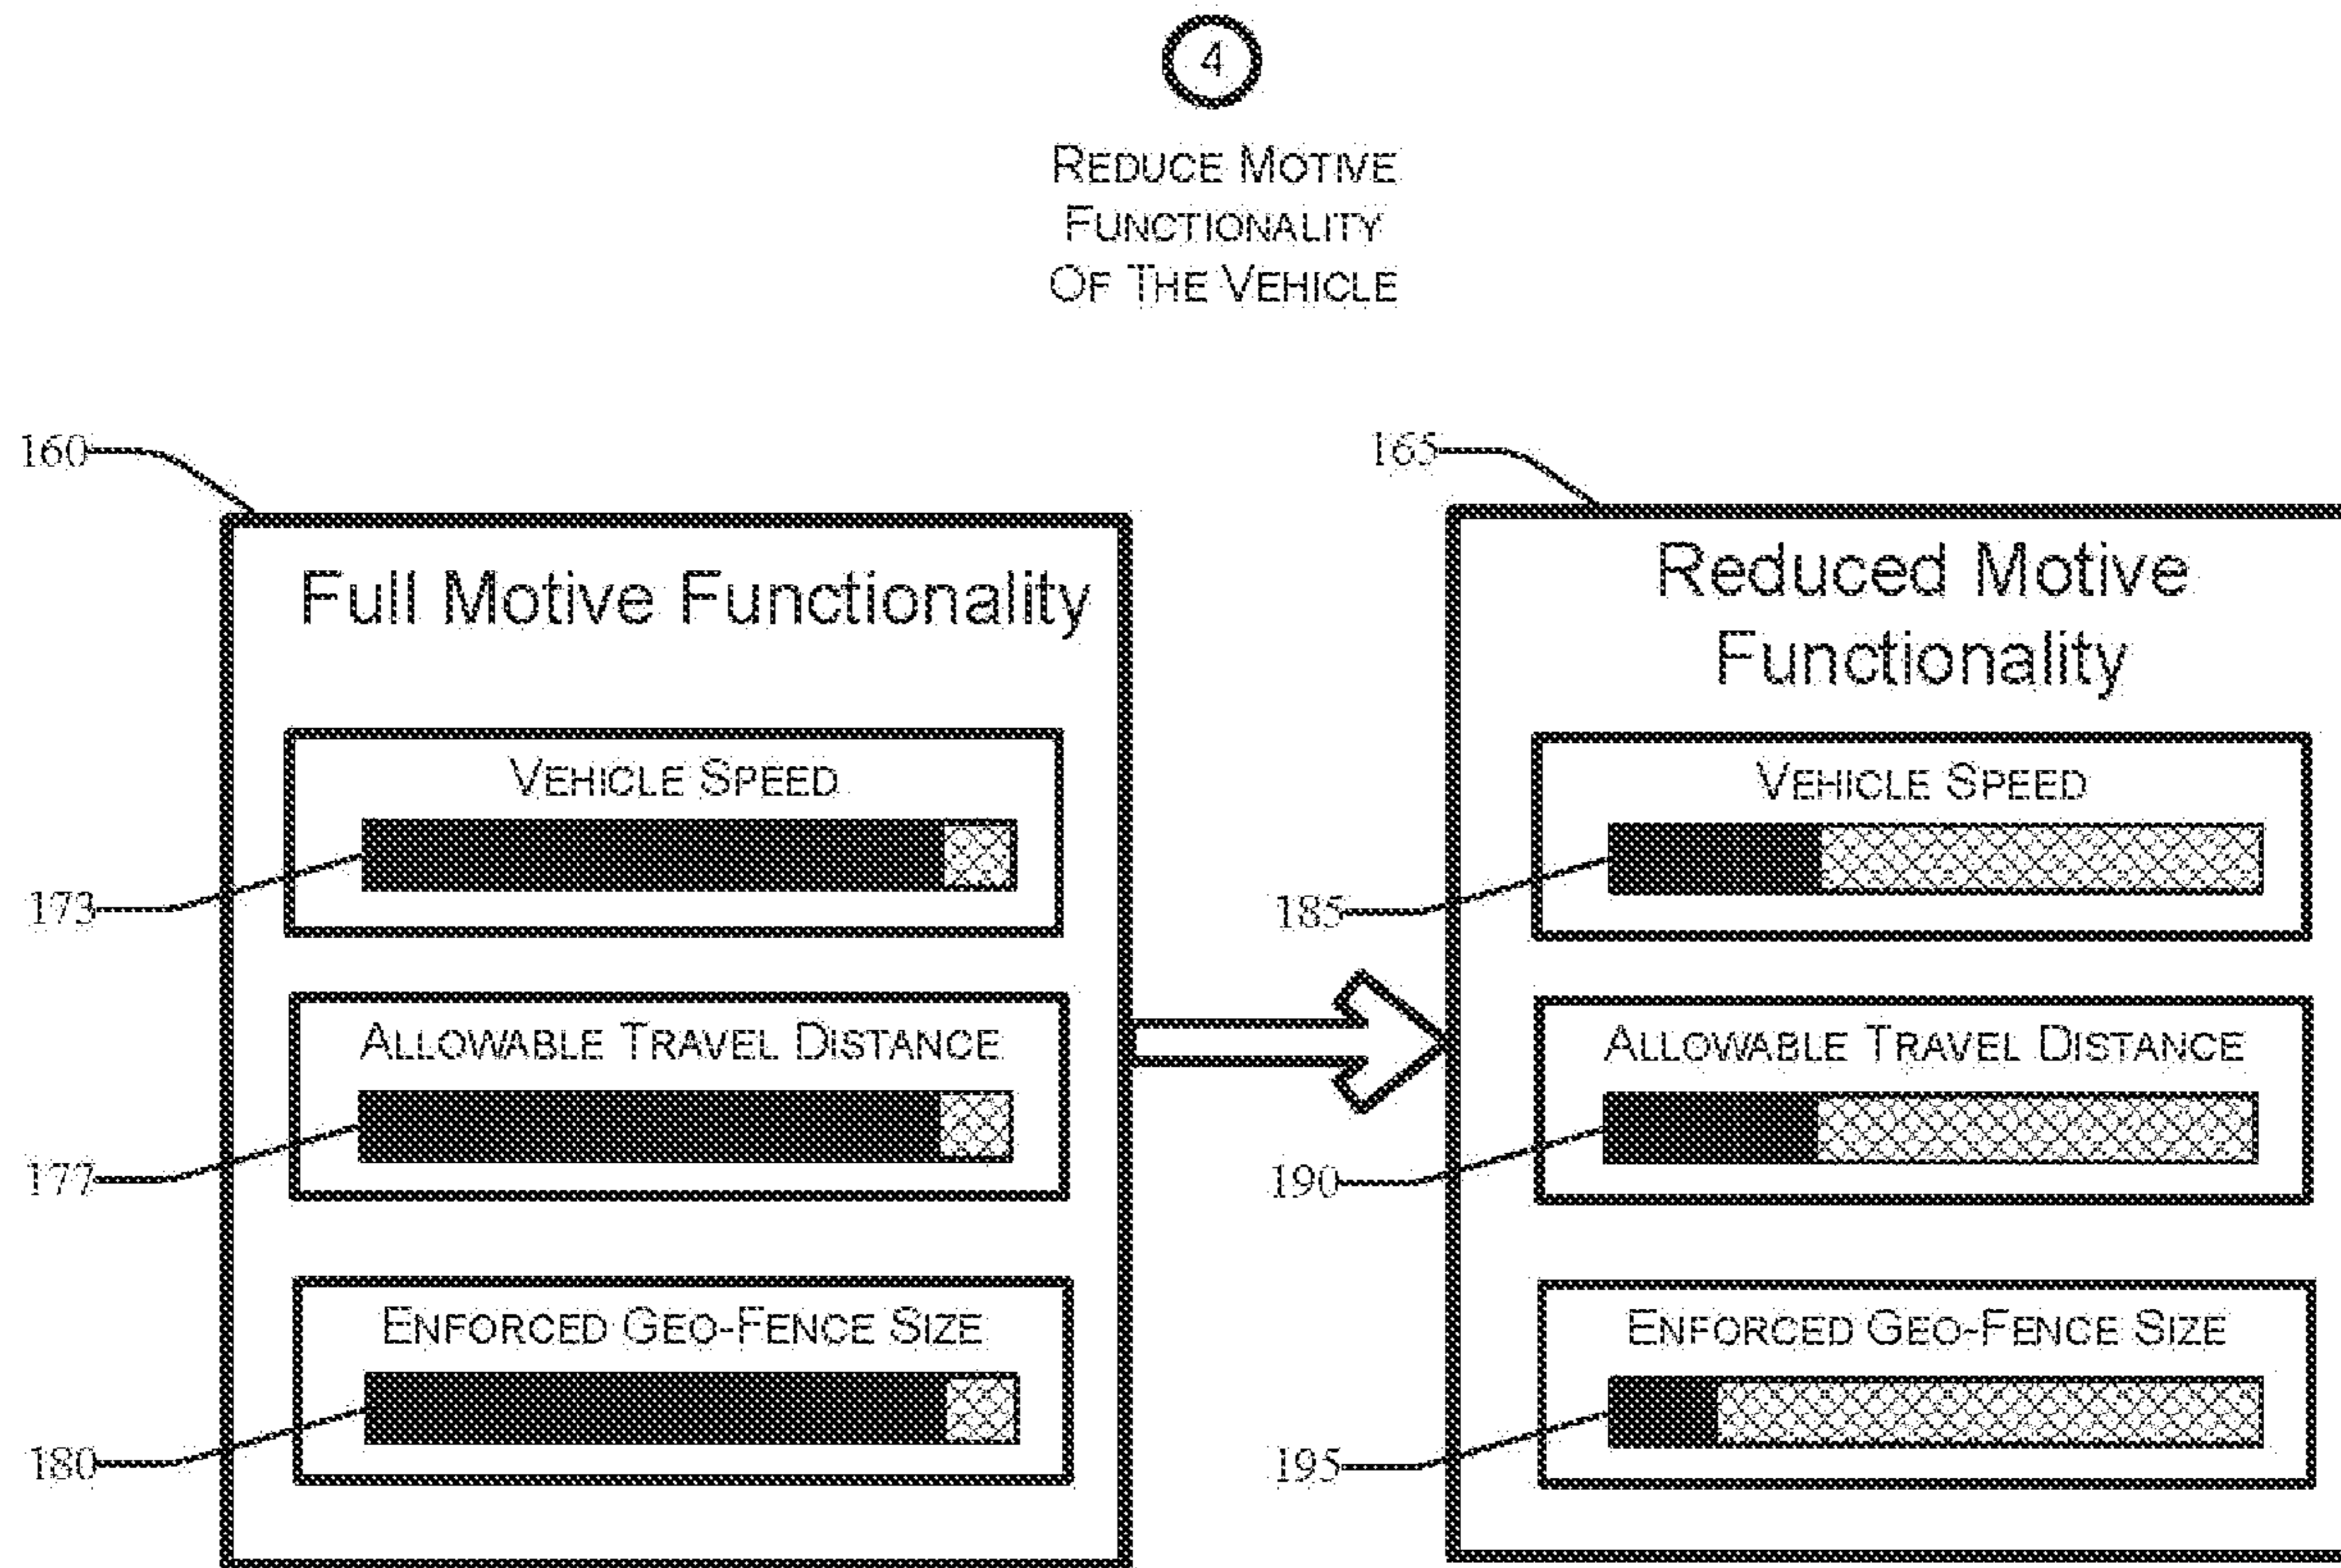 4
REDUCE MOTIVE
FUNCTIONALITY
OF THE VEHICLE
160
Full Motive Functionality
VEHICLE SPEED
173
ALLOWABLE TRAVEL DISTANCE
177
ENFORCED GEO-FENCE SIZE
180
165
Reduced Motive
Functionality
VEHICLE SPEED
185
ALLOWABLE TRAVEL DISTANCE
190
ENFORCED GEO-FENCE SIZE
195